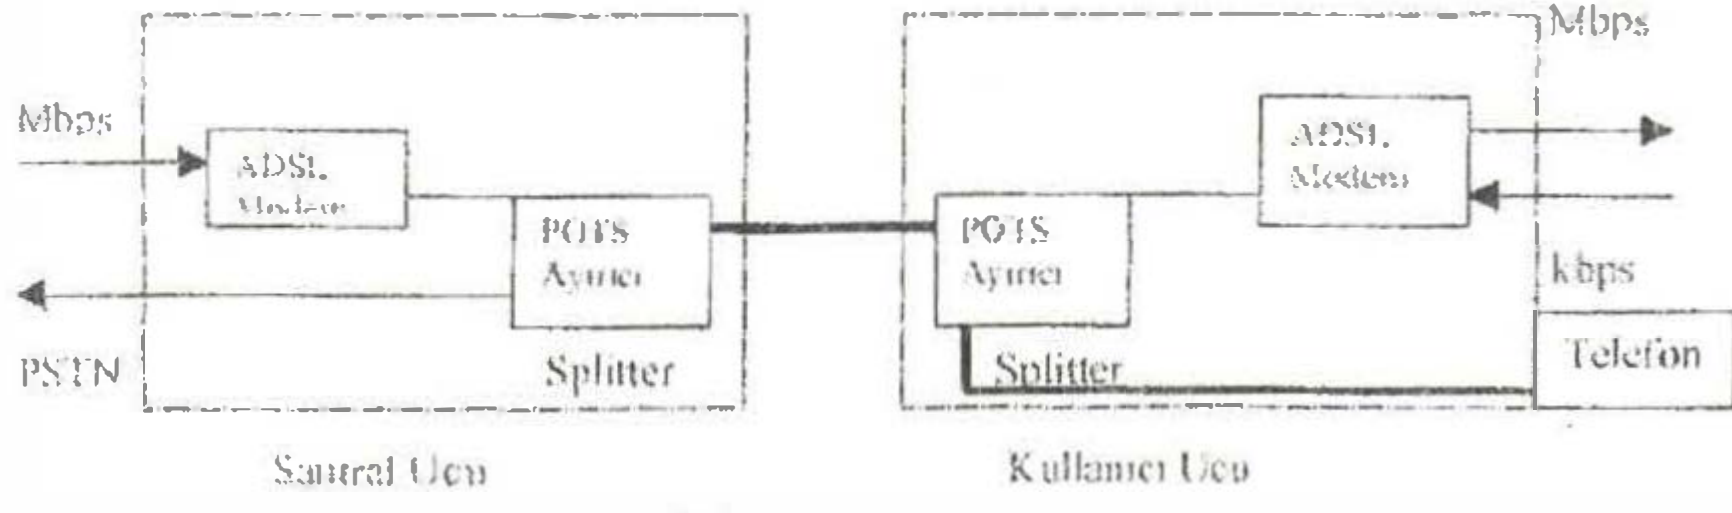 Mbps
ADSL
Modem
POTS
Ayırıcı
PSTN
Splitter
Santral Ucu
Mbps
ADSL
Modem
POTS
Ayırıcı
kbps
Telefon
Splitter
Kullanıcı Ucu